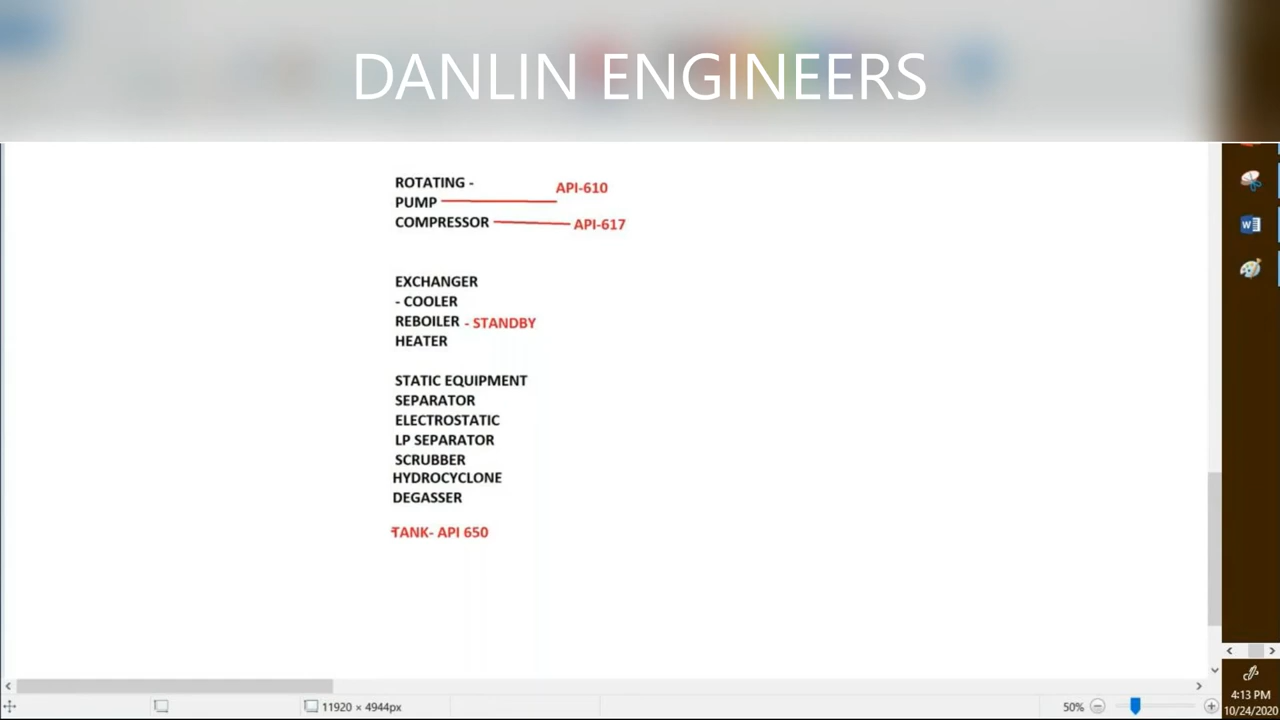 DANLIN ENGINEERS
ROTATING -
API-610
PUMP
COMPRESSOR
API-617
EXCHANGER
- COOLER
REBOILER - STANDBY
HEATER
STATIC EQUIPMENT
SEPARATOR
ELECTROSTATIC
LP SEPARATOR
SCRUBBER
HYDROCYCLONE
DEGASSER
TANK- API 650
11920 × 4944px
50%
4:13 PM
10/24/2020